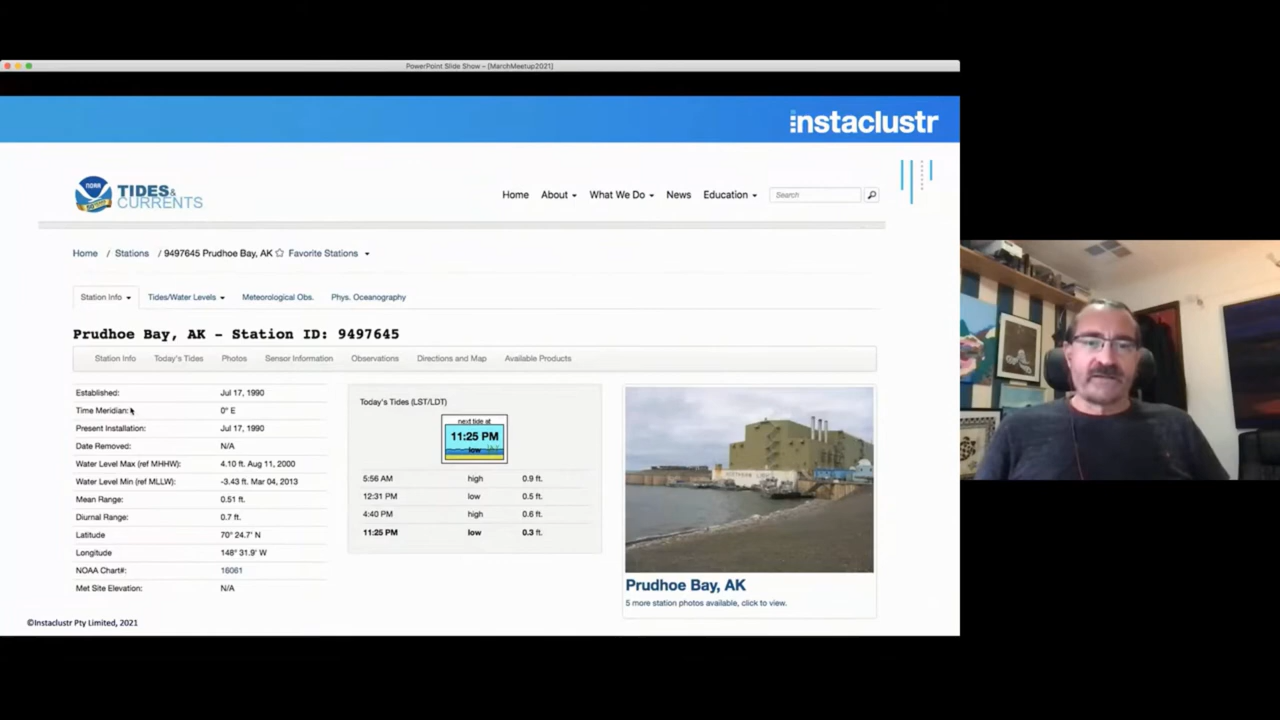 PowerPoint Slide Show - [MarchMeetup2021]
instaclustr
NOAA
TIDES &
CURRENTS
Home About What We Do News Education Search
Home / Stations / 9497645 Prudhoe Bay, AK Favorite Stations
Station Info Tides/Water Levels Meteorological Obs. Phys. Oceanography
Prudhoe Bay, AK - Station ID: 9497645
Station Info Today's Tides Photos Sensor Information Observations Directions and Map Available Products
Established: Jul 17, 1990
Time Meridian: 0° E
Present Installation: Jul 17, 1990
Date Removed: N/A
Water Level Max (ref MHHW): 4.10 ft. Aug 11, 2000
Water Level Min (ref MLLW): -3.43 ft. Mar 04, 2013
Mean Range: 0.51 ft.
Diurnal Range: 0.7 ft.
Latitude 70° 24.7' N
Longitude 148° 31.9' W
NOAA Chart#: 16061
Met Site Elevation: N/A
Today's Tides (LST/LDT)
next tide at
11:25 PM
low
5:56 AM high 0.9 ft.
12:31 PM low 0.5 ft.
4:40 PM high 0.6 ft.
11:25 PM low 0.3 ft.
Prudhoe Bay, AK
5 more station photos available, click to view.
©Instaclustr Pty Limited, 2021